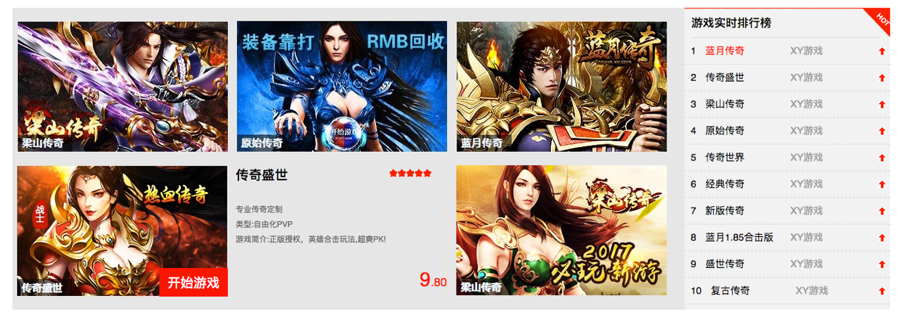 梁山传奇
梁山传奇
装备靠打 RMB回收
开始游戏
原始传奇
蓝月传奇
蓝月传奇
热血传奇
战士
传奇盛世
开始游戏
传奇盛世 ★★★★★
专业传奇定制
类型:自由化PVP
游戏简介:正版授权，英雄合击玩法,超爽PK!
9.80
2017
必玩新游
梁山传奇
游戏实时排行榜
HOT
1 蓝月传奇 XY游戏
2 传奇盛世 XY游戏
3 梁山传奇 XY游戏
4 原始传奇 XY游戏
5 传奇世界 XY游戏
6 经典传奇 XY游戏
7 新版传奇 XY游戏
8 蓝月1.85合击版 XY游戏
9 盛世传奇 XY游戏
10 复古传奇 XY游戏